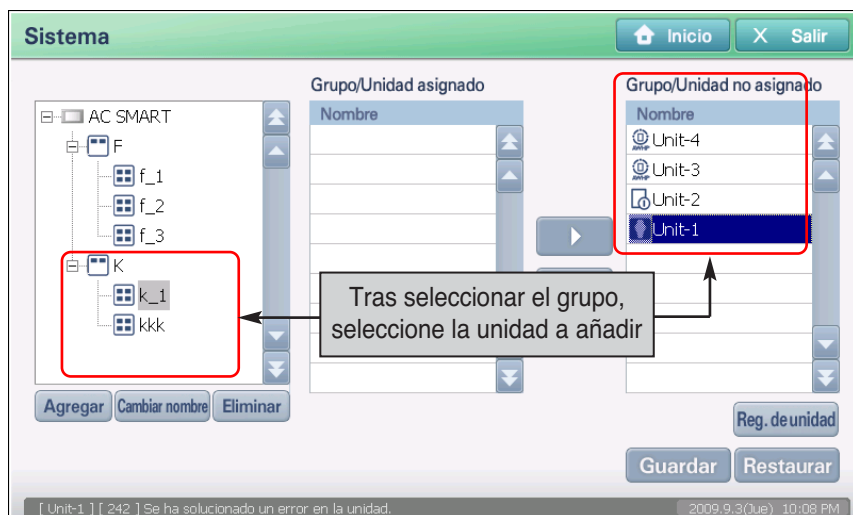 Sistema
Inicio
X Salir
Grupo/Unidad asignado
Grupo/Unidad no asignado
AC SMART
F
f_1
f_2
f_3
K
k_1
kkk
Nombre
Nombre
Unit-4
Unit-3
Unit-2
Unit-1
Tras seleccionar el grupo,
seleccione la unidad a añadir
Agregar
Cambiar nombre
Eliminar
Reg. de unidad
Guardar
Restaurar
[ Unit-1 ] [ 242 ] Se ha solucionado un error en la unidad.
2009.9.3(Jue) 10:08 PM